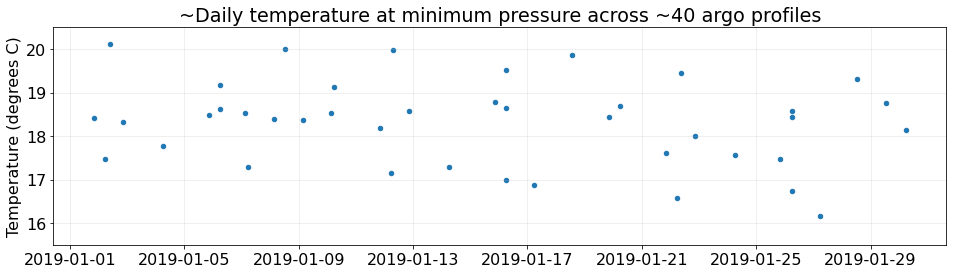 ~Daily temperature at minimum pressure across ~40 argo profiles
Temperature (degrees C)
20
19
18
17
16
2019-01-01 2019-01-05 2019-01-09 2019-01-13 2019-01-17 2019-01-21 2019-01-25 2019-01-29